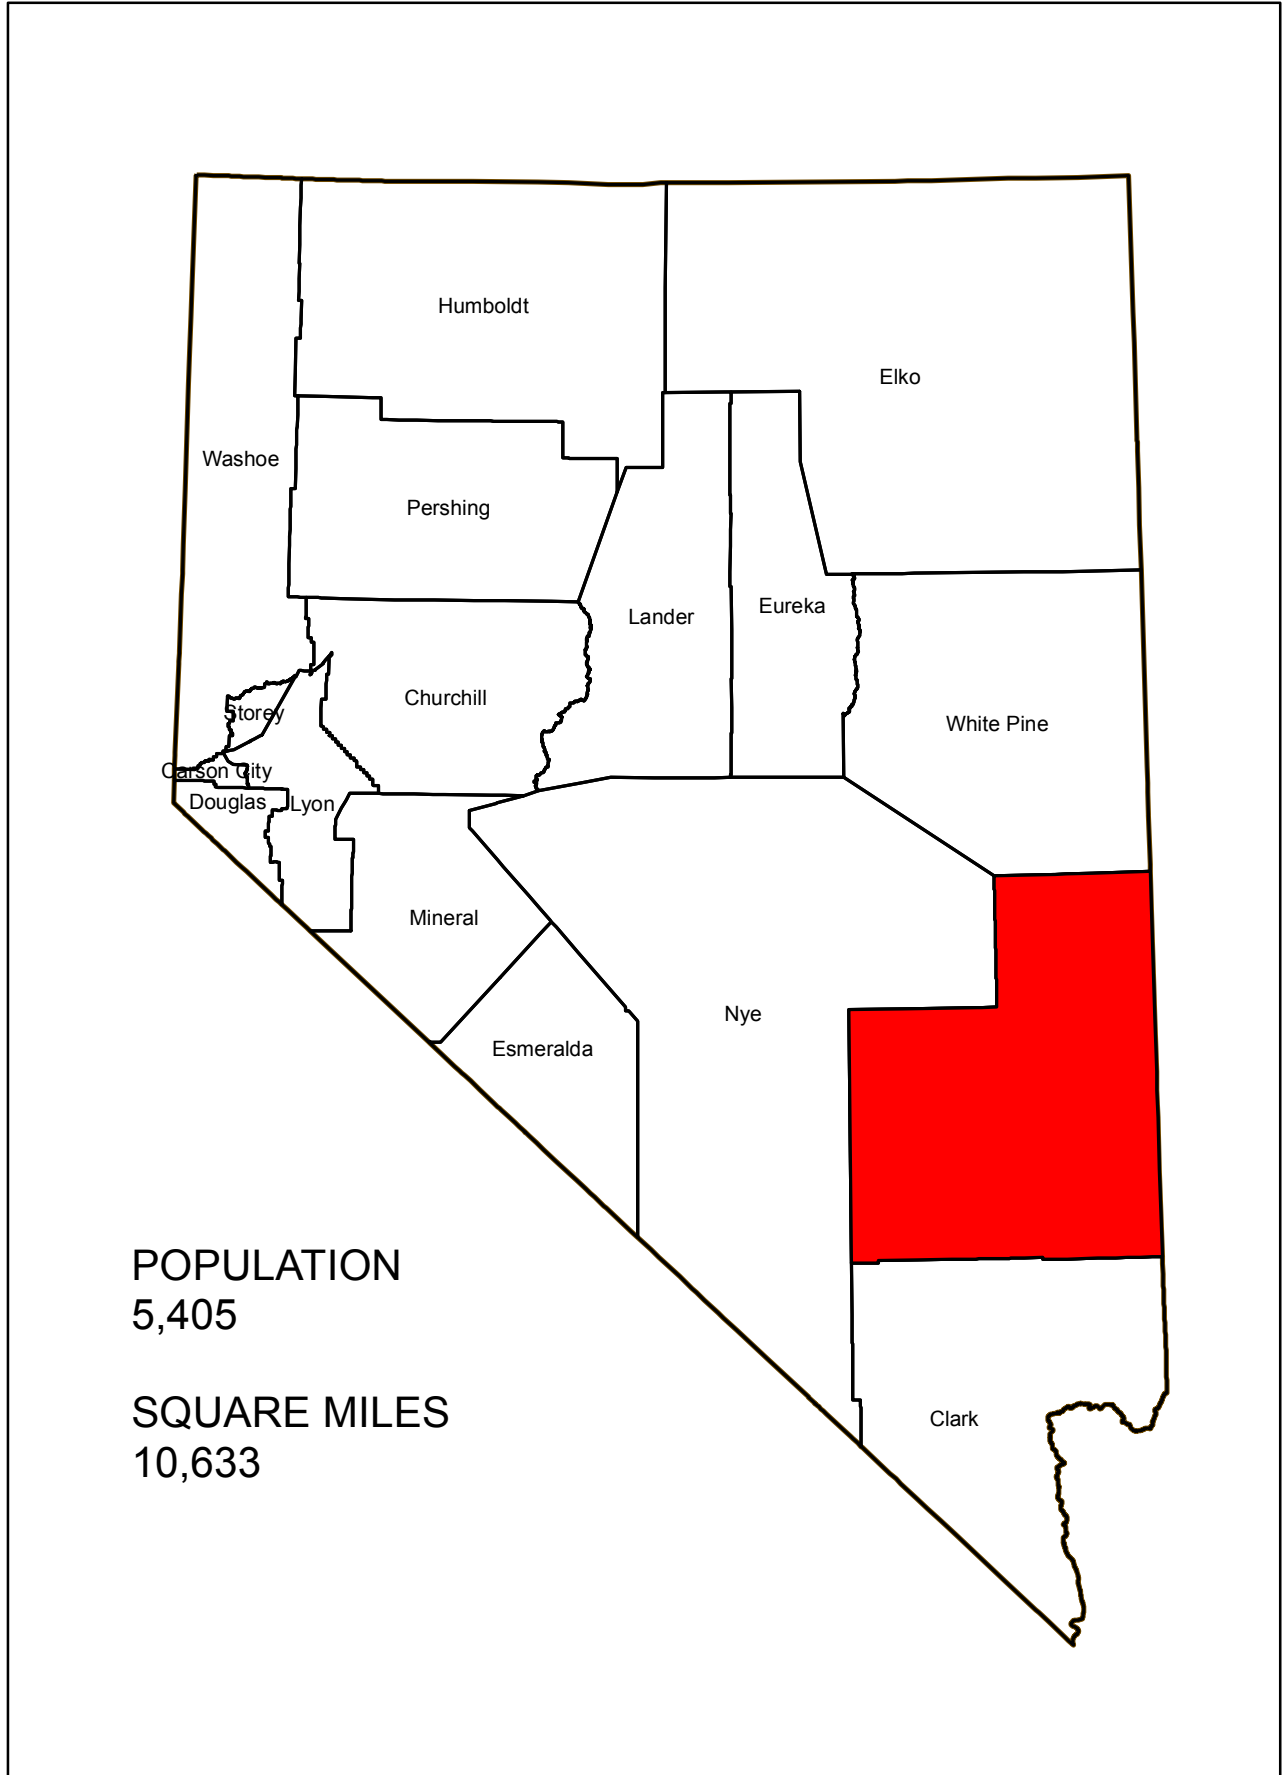 Humboldt
Elko
Washoe
Pershing
Eureka
Lander
Churchill
Storey
White Pine
Carson City
Douglas
Lyon
Mineral
Nye
Esmeralda
POPULATION
5,405
SQUARE MILES
10,633
Clark